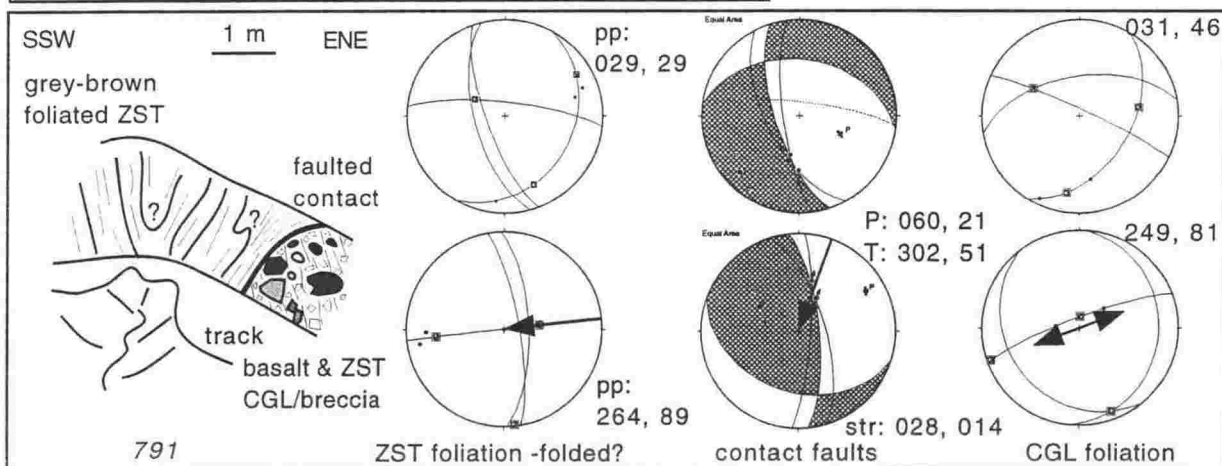 SSW
1 m
ENE
grey-brown
foliated ZST
faulted
contact
?
?
track
basalt & ZST
CGL/breccia
791
pp:
029, 29
pp:
264, 89
ZST foliation -folded?
Equal Area
P
P: 060, 21
T: 302, 51
Equal Area
P
str: 028, 014
contact faults
031, 46
249, 81
CGL foliation